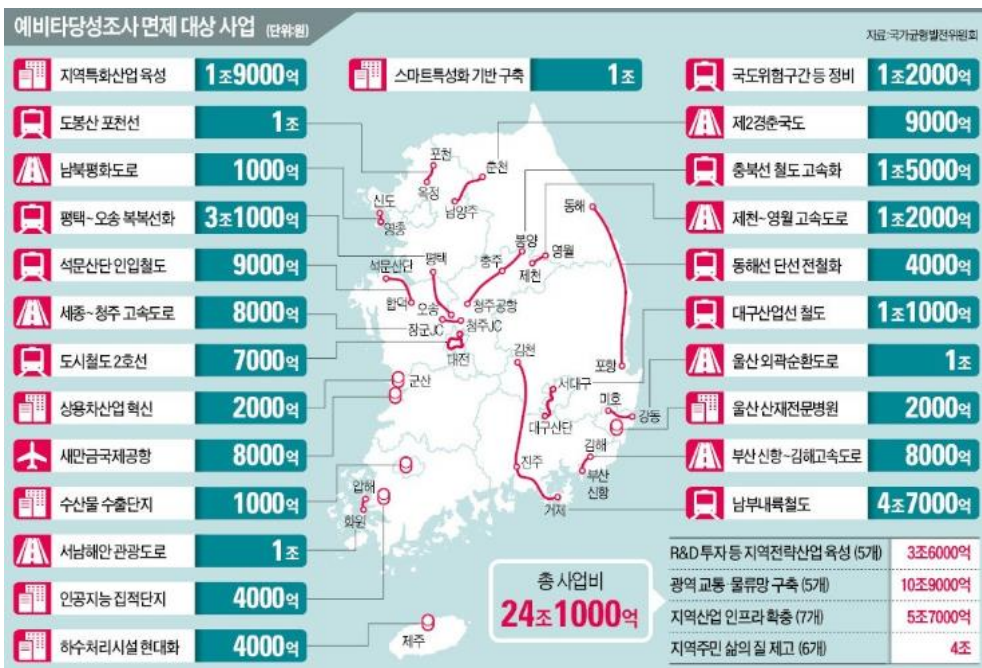 예비타당성조사 면제 대상 사업 (단위:원)
자료:국가균형발전위원회
지역특화산업 육성 1조9000억
도봉산 포천선 1조
남북평화도로 1000억
평택~오송 복복선화 3조1000억
석문산단 인입철도 9000억
세종~청주 고속도로 8000억
도시철도 2호선 7000억
상용차산업 혁신 2000억
새만금국제공항 8000억
수산물 수출단지 1000억
서남해안 관광도로 1조
인공지능 집적단지 4000억
하수처리시설 현대화 4000억
스마트특성화 기반 구축 1조
국도위험구간 등 정비 1조2000억
제2경춘국도 9000억
충북선 철도 고속화 1조5000억
제천~영월 고속도로 1조2000억
동해선 단선 전철화 4000억
대구산업선 철도 1조1000억
울산 외곽순환도로 1조
울산 산재전문병원 2000억
부산 신항~김해고속도로 8000억
남부내륙철도 4조7000억
포천
옥정
춘천
남양주
신도
영종
동해
봉양
영월
제천
충주
평택
석문산단
합덕
오송
청주공항
장군JC
청주JC
대전
김천
포항
군산
서대구
대구산단
미호
강동
김해
부산
신항
진주
거제
압해
화원
제주
총 사업비
24조1000억
R&D 투자 등 지역전략산업 육성 (5개) 3조6000억
광역 교통·물류망 구축 (5개) 10조9000억
지역산업 인프라 확충 (7개) 5조7000억
지역주민 삶의 질 제고 (6개) 4조